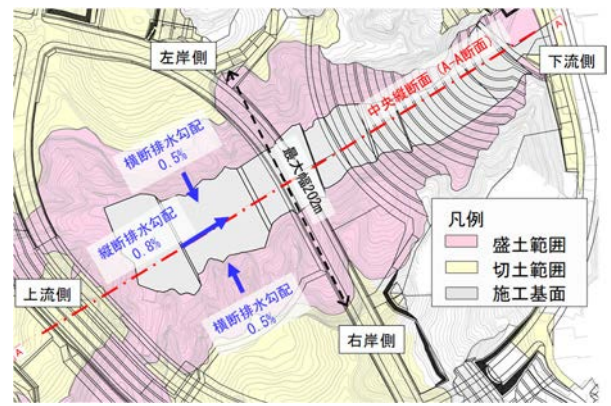 左岸側
下流側
中央縦断面（A-A断面）
A
横断排水勾配
0.5%
最大幅202m
縦断排水勾配
0.8%
上流側
横断排水勾配
0.5%
右岸側
A
凡例
盛土範囲
切土範囲
施工基面